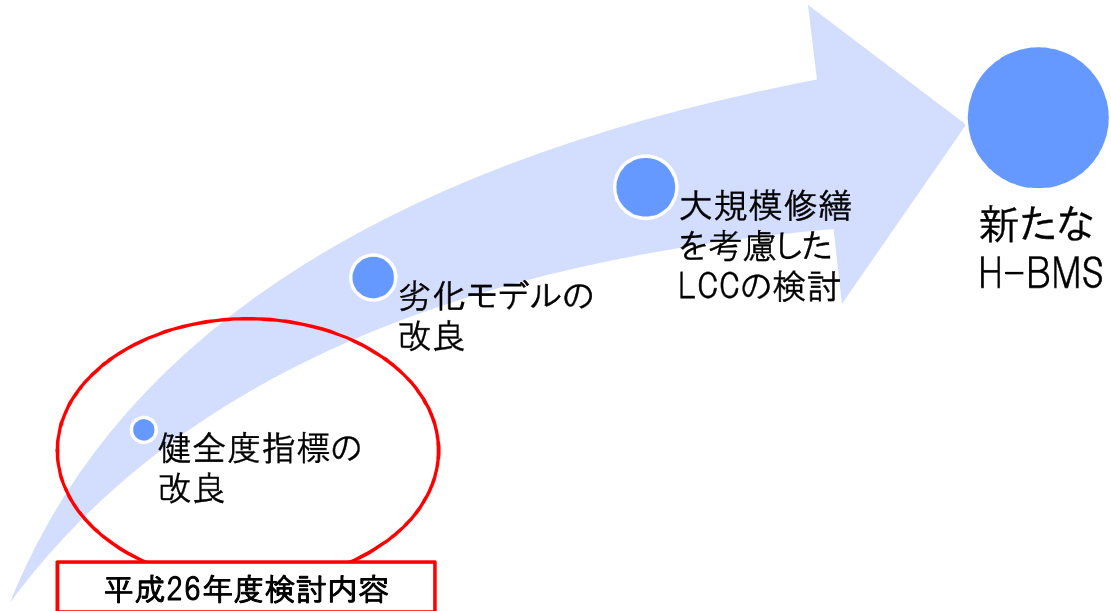 健全度指標の
改良
劣化モデルの
改良
大規模修繕
を考慮した
LCCの検討
新たな
H-BMS
平成26年度検討内容